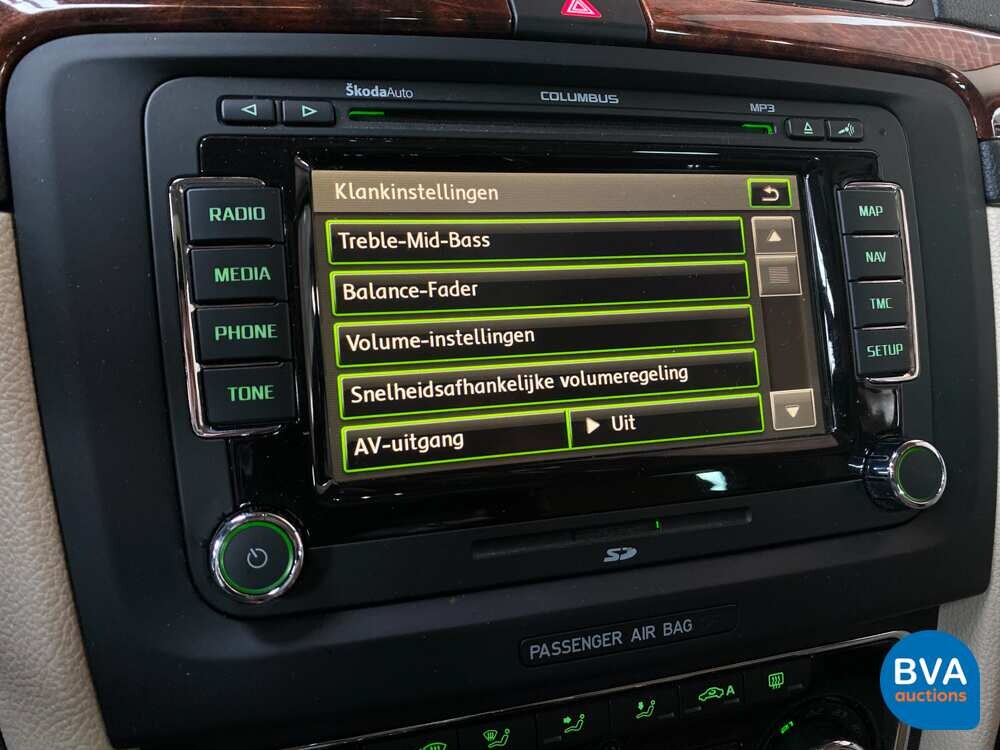 ŠkodaAuto
COLUMBUS
MP3
RADIO
MEDIA
PHONE
TONE
Klankinstellingen
Treble-Mid-Bass
Balance-Fader
Volume-instellingen
Snelheidsafhankelijke volumeregeling
AV-uitgang
Uit
MAP
NAV
TMC
SETUP
SD
PASSENGER AIR BAG
A
BVA
auctions